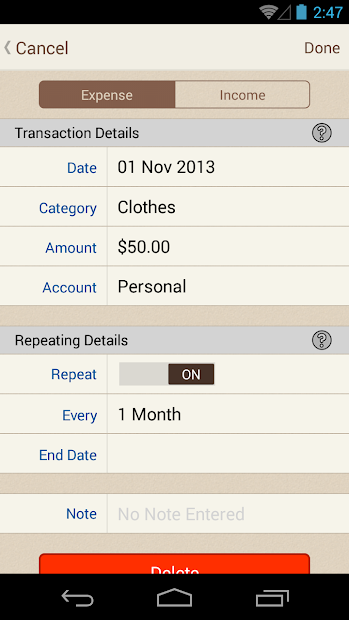 2:47
Cancel
Done
Expense
Income
Transaction Details
?
Date
01 Nov 2013
Category
Clothes
Amount
$50.00
Account
Personal
Repeating Details
?
Repeat
ON
Every
1 Month
End Date
Note
No Note Entered
Delete